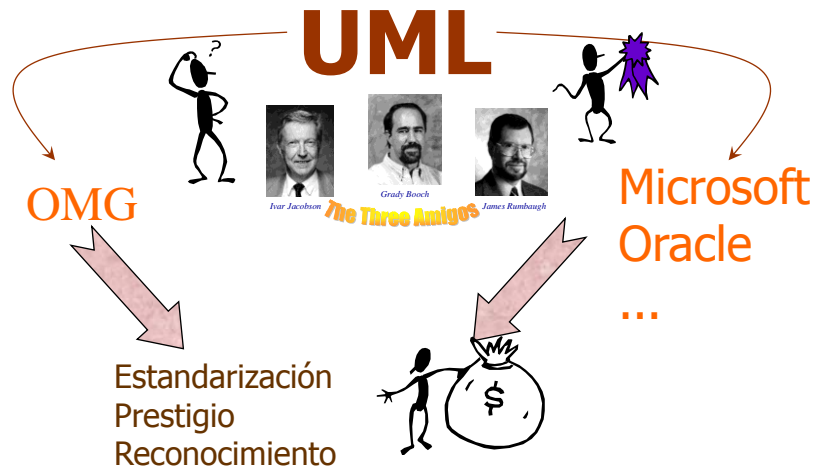 UML
?
Ivar Jacobson
Grady Booch
James Rumbaugh
The Three Amigos
OMG
Microsoft
Oracle
...
Estandarización
Prestigio
Reconocimiento
$